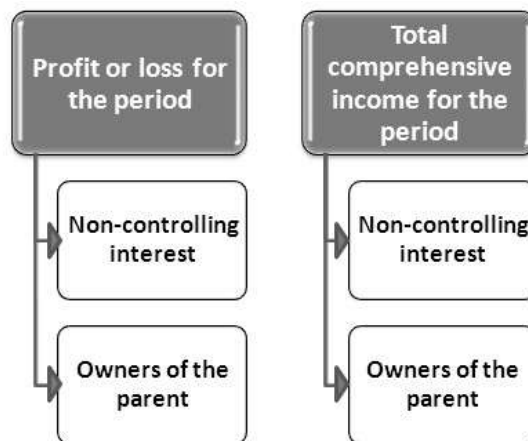 Profit or loss for
the period
Non-controlling
interest
Owners of the
parent
Total
comprehensive
income for the
period
Non-controlling
interest
Owners of the
parent